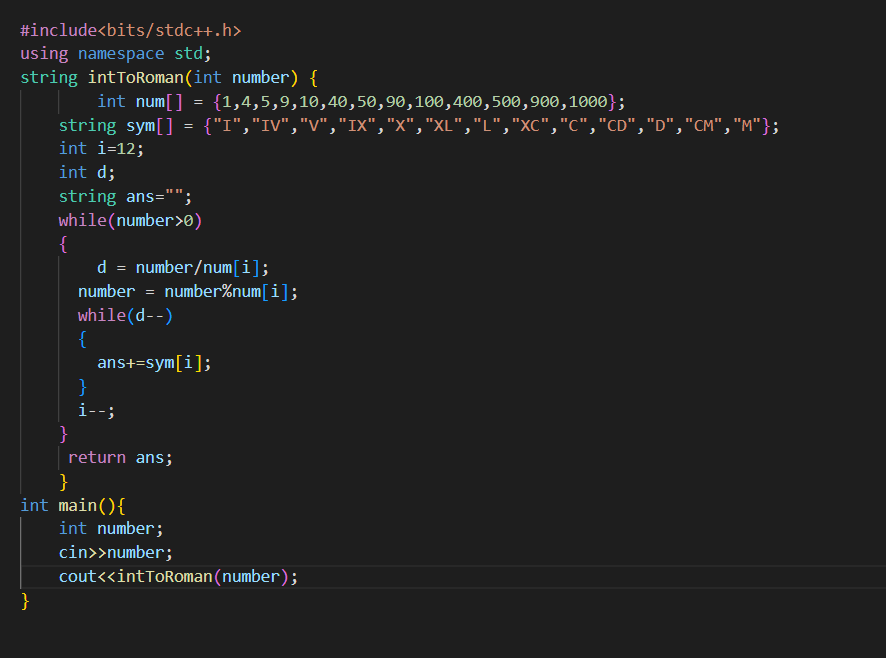 #include<bits/stdc++.h>
using namespace std;
string intToRoman(int number) {
        int num[] = {1,4,5,9,10,40,50,90,100,400,500,900,1000};
    string sym[] = {"I","IV","V","IX","X","XL","L","XC","C","CD","D","CM","M"};
    int i=12;
    int d;
    string ans="";
    while(number>0)
    {
        d = number/num[i];
      number = number%num[i];
      while(d--)
      {
        ans+=sym[i];
      }
      i--;
    }
     return ans;
    }
int main(){
    int number;
    cin>>number;
    cout<<intToRoman(number);
}